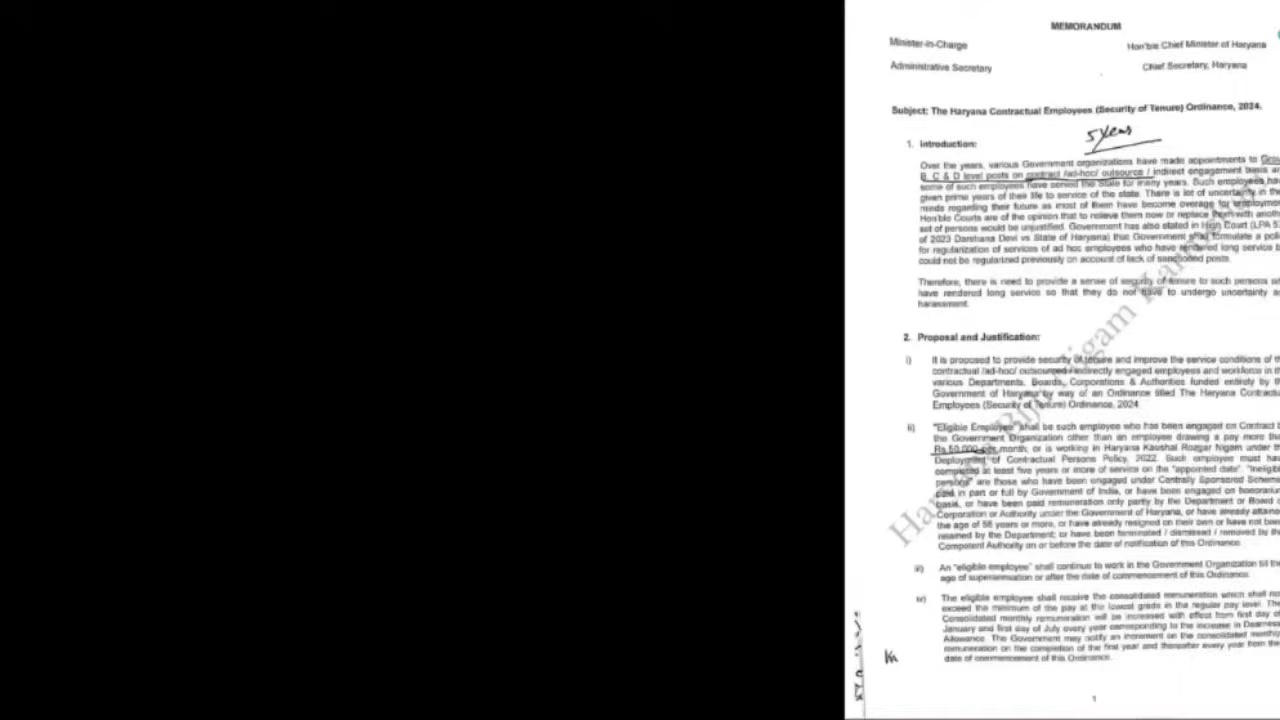 MEMORANDUM
Minister-in-Charge Hon'ble Chief Minister of Haryana
Administrative Secretary Chief Secretary, Haryana
Subject: The Haryana Contractual Employees (Security of Tenure) Ordinance, 2024.
5 Year
1. Introduction:
Over the years, various Government organizations have made appointments to Grou
B, C & D level posts on contract /ad-hoc/ outsource / indirect engagement basis an
some of such employees have served the State for many years. Such employees hav
given prime years of their life to service of the state. There is lot of uncertainty in the
minds regarding their future as most of them have become overage for employmen
Hon'ble Courts are of the opinion that to relieve them now or replace them with anoth
set of persons would be unjustified. Government has also stated in High Court (LPA 5
of 2023 Darshana Devi vs State of Haryana) that Government shall formulate a poli
for regularization of services of ad hoc employees who have rendered long service b
could not be regularized previously on account of lack of sanctioned posts.
Therefore, there is need to provide a sense of security of tenure to such persons wh
have rendered long service so that they do not have to undergo uncertainty an
harassment.
2. Proposal and Justification:
i) It is proposed to provide security of tenure and improve the service conditions of th
contractual /ad-hoc/ outsourced /indirectly engaged employees and workforce in th
various Departments, Boards, Corporations & Authorities funded entirely by th
Government of Haryana by way of an Ordinance titled The Haryana Contractua
Employees (Security of Tenure) Ordinance, 2024
ii) "Eligible Employee" shall be such employee who has been engaged on Contract b
the Government Organization other than an employee drawing a pay more tha
Rs.50,000 per month, or is working in Haryana Kaushal Rozgar Nigam under th
Deployment of Contractual Persons Policy, 2022. Such employee must hav
completed at least five years or more of service on the "appointed date". "Ineligibl
persons" are those who have been engaged under Centrally Sponsored Scheme
paid in part or full by Government of India, or have been engaged on honorarium
basis, or have been paid remuneration only partly by the Department or Board o
Corporation or Authority under the Government of Haryana, or have already attaine
the age of 58 years or more, or have already resigned on their own or have not been
retained by the Department; or have been terminated / dismissed / removed by the
Competent Authority on or before the date of notification of this Ordinance.
iii) An "eligible employee" shall continue to work in the Government Organization till the
age of superannuation or after the date of commencement of this Ordinance.
iv) The eligible employee shall receive the consolidated remuneration which shall not
exceed the minimum of the pay at the lowest grade in the regular pay level. The
Consolidated monthly remuneration will be increased with effect from first day of
January and first day of July every year corresponding to the increase in Dearness
Allowance. The Government may notify an increment on the consolidated monthly
remuneration on the completion of the first year and thereafter every year from the
date of commencement of this Ordinance.
1